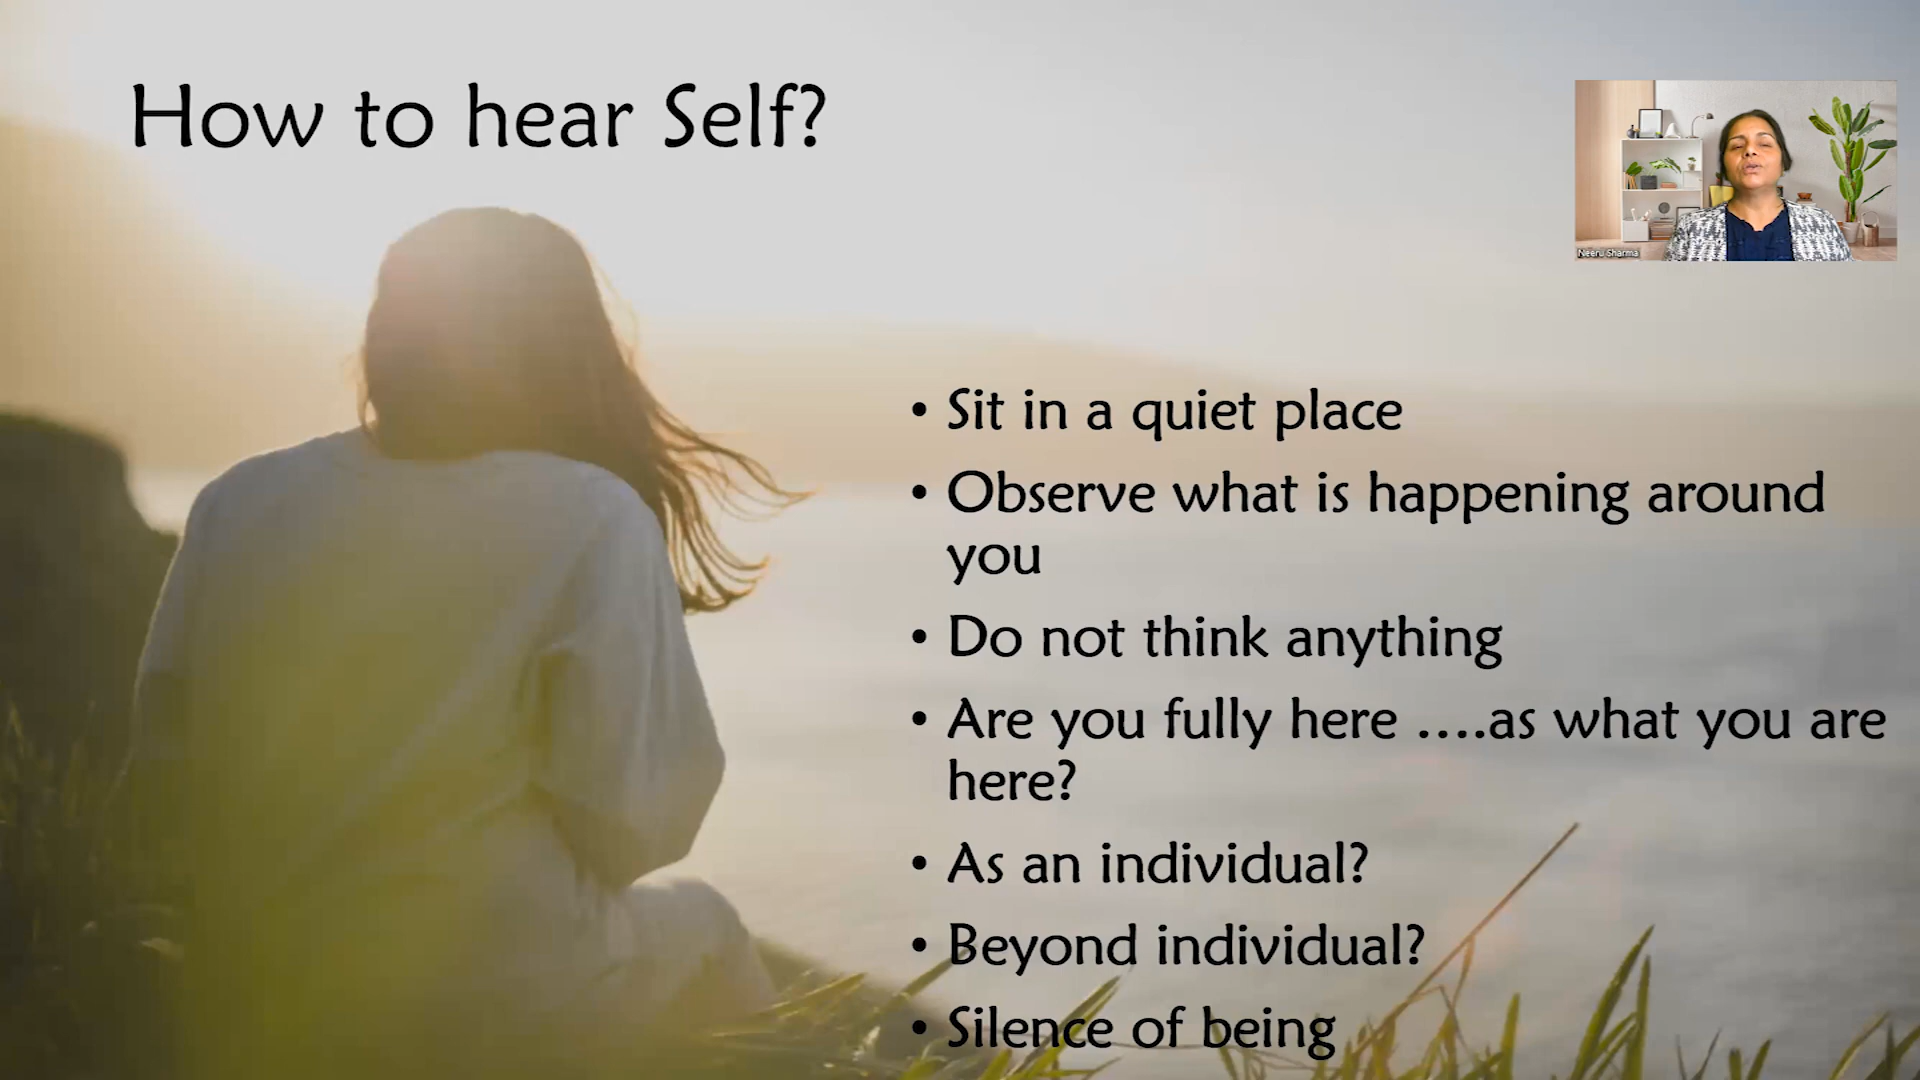 How to hear Self?
Neeru Sharma
• Sit in a quiet place
• Observe what is happening around
you
• Do not think anything
• Are you fully here ....as what you are
here?
• As an individual?
• Beyond individual?
• Silence of being